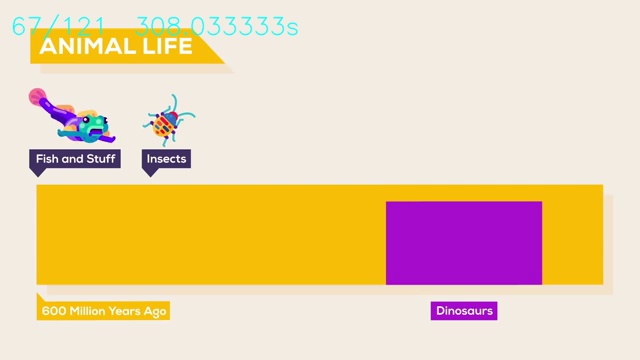 67/121 308.033333s
ANIMAL LIFE
Fish and Stuff
Insects
600 Million Years Ago
Dinosaurs